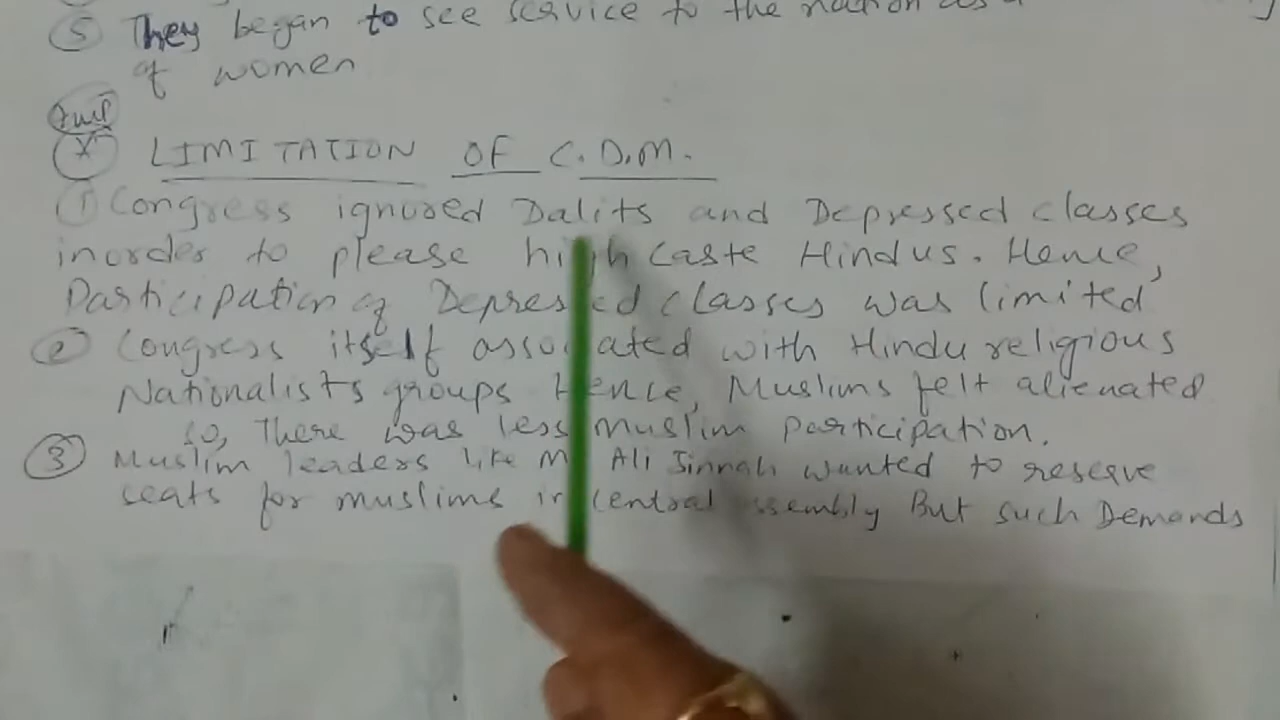 ⑤ They began to see service to the nation as a
of women
Imp
* LIMITATION OF C.D.M.
① Congress ignored Dalits and Depressed classes
inorder to please high Caste Hindus. Hence,
Participation of Depressed classes was limited
② Congress itself associated with Hindu religious
Nationalists groups Hence, Muslims felt alienated
so, There was less muslim participation.
③ Muslim leaders like M Ali Jinnah wanted to reserve
seats for muslims in Central Assembly But such Demands